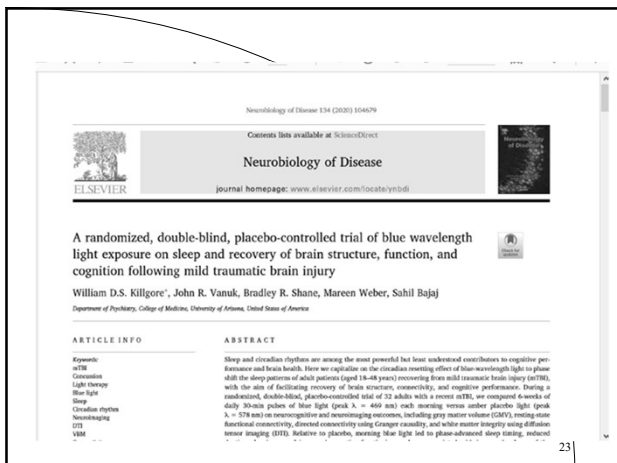 Neurobiology of Disease 134 (2020) 104679
Contents lists available at ScienceDirect
Neurobiology of Disease
journal homepage: www.elsevier.com/locate/ynbdi
ELSEVIER
Neurobiology of Disease
A randomized, double-blind, placebo-controlled trial of blue wavelength
light exposure on sleep and recovery of brain structure, function, and
cognition following mild traumatic brain injury
Check for updates
William D.S. Killgore*, John R. Vanuk, Bradley R. Shane, Mareen Weber, Sahil Bajaj
Department of Psychiatry, College of Medicine, University of Arizona, United States of America
ARTICLE INFO
Keywords:
mTBI
Concussion
Light therapy
Blue light
Sleep
Circadian rhythm
Neuroimaging
DTI
VBM
ABSTRACT
Sleep and circadian rhythms are among the most powerful but least understood contributors to cognitive per-
formance and brain health. Here we capitalize on the circadian resetting effect of blue-wavelength light to phase
shift the sleep patterns of adult patients (aged 18–48 years) recovering from mild traumatic brain injury (mTBI),
with the aim of facilitating recovery of brain structure, connectivity, and cognitive performance. During a
randomized, double-blind, placebo-controlled trial of 32 adults with a recent mTBI, we compared 6-weeks of
daily 30-min pulses of blue light (peak λ = 469 nm) each morning versus amber placebo light (peak
λ = 578 nm) on neurocognitive and neuroimaging outcomes, including gray matter volume (GMV), resting-state
functional connectivity, directed connectivity using Granger causality, and white matter integrity using diffusion
tensor imaging (DTI). Relative to placebo, morning blue light led to phase-advanced sleep timing, reduced
23